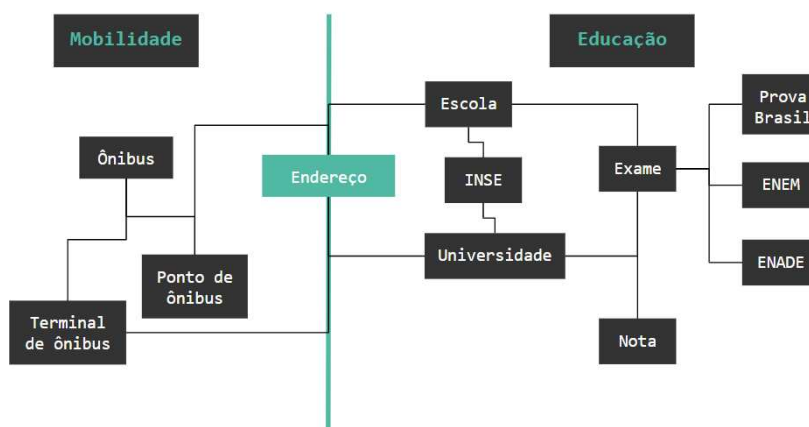 Mobilidade
Educação
Escola
Prova
Brasil
Ônibus
Endereço
INSE
Exame
ENEM
Universidade
ENADE
Ponto de
ônibus
Terminal
de ônibus
Nota